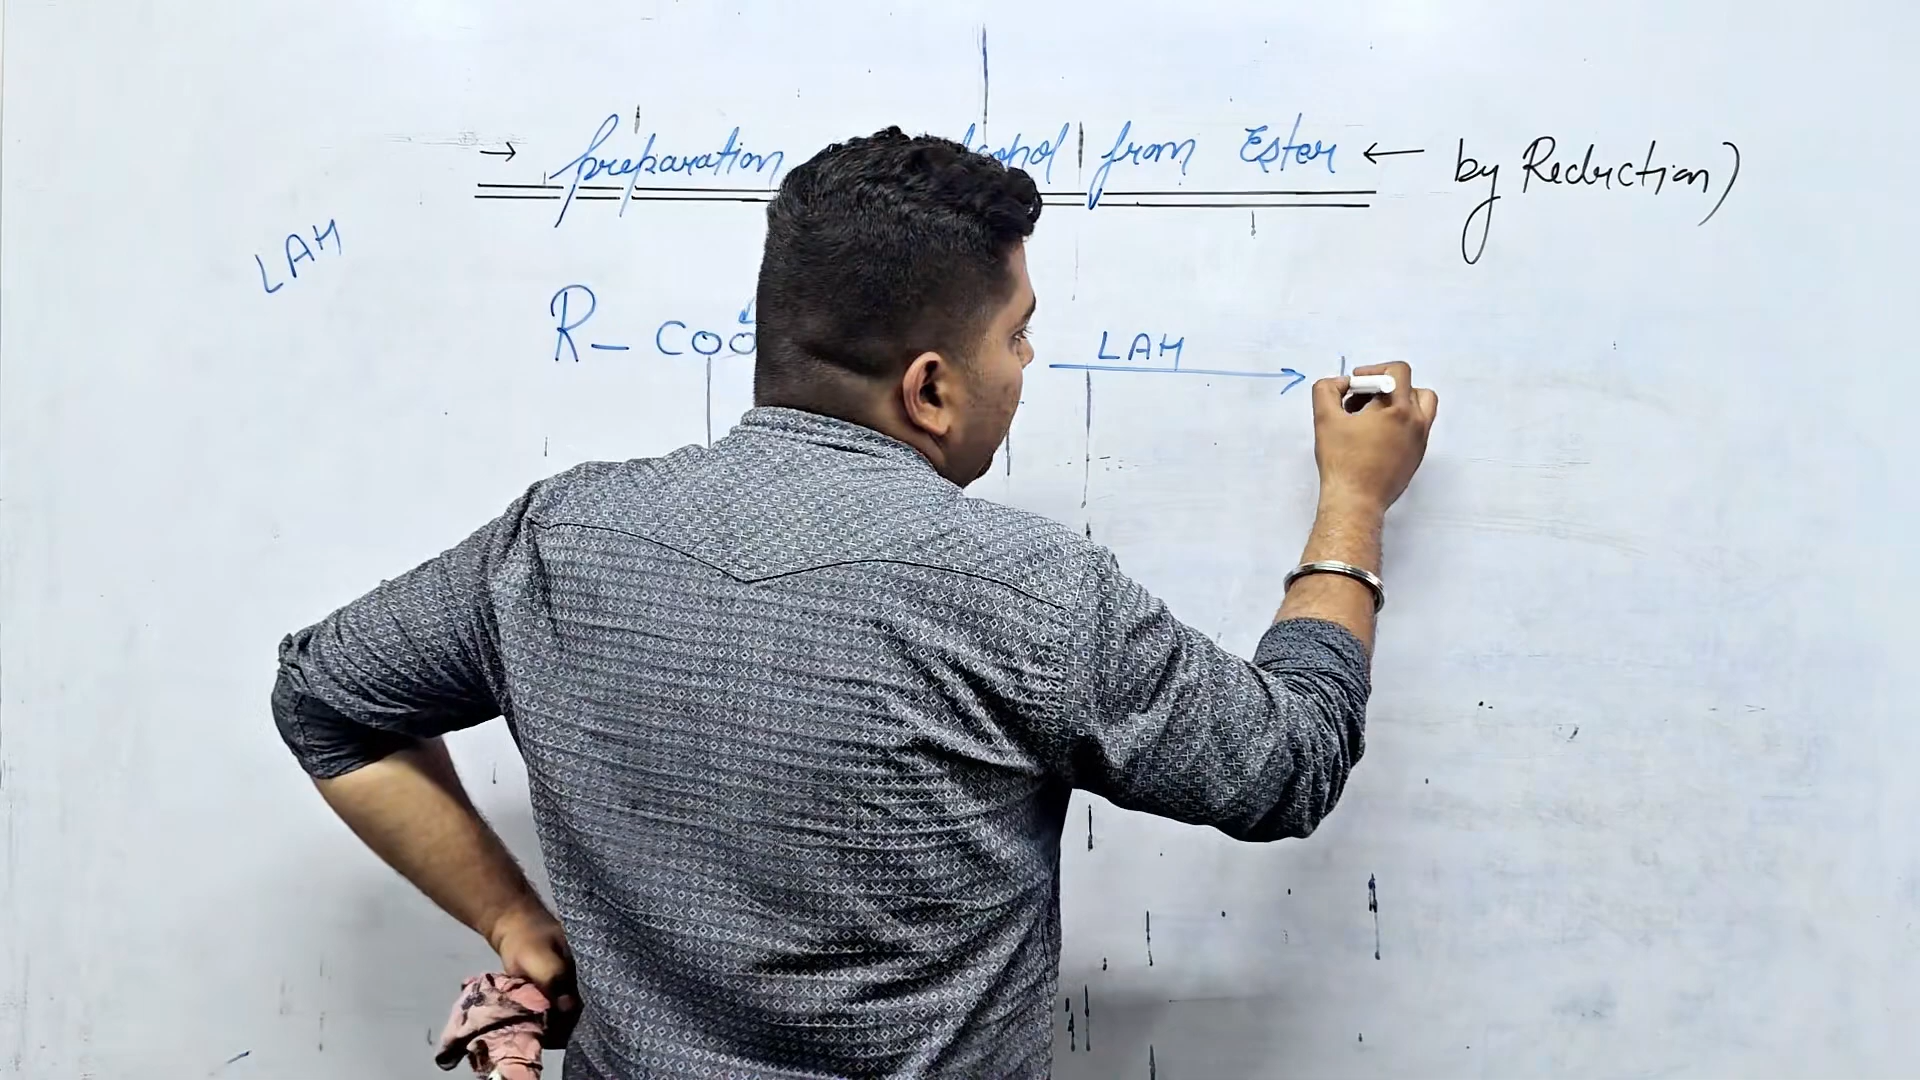 → preparation from Ester ← by Reduction)
LAH
R - COO
LAH